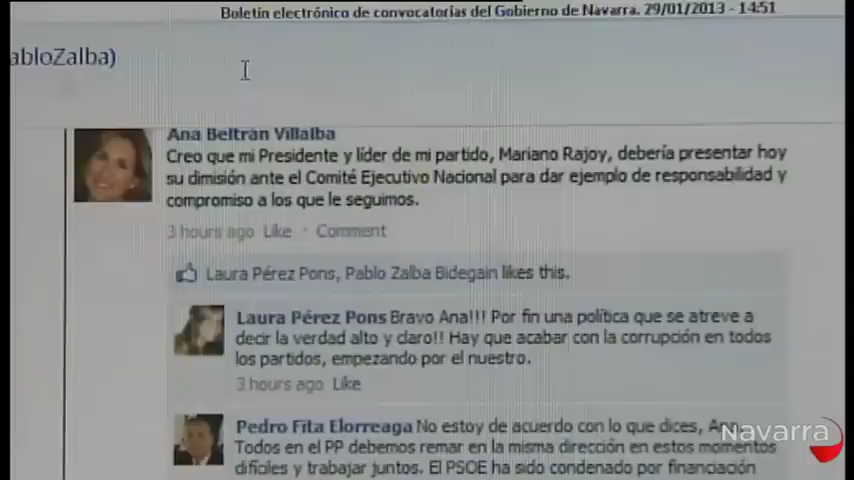 Boletín electrónico de convocatorias del Gobierno de Navarra. 29/01/2013 - 14:51
abloZalba)
Ana Beltrán Villalba
Creo que mi Presidente y líder de mi partido, Mariano Rajoy, debería presentar hoy
su dimisión ante el Comité Ejecutivo Nacional para dar ejemplo de responsabilidad y
compromiso a los que le seguimos.
3 hours ago Like · Comment
Laura Pérez Pons, Pablo Zalba Bidegain likes this.
Laura Pérez Pons Bravo Ana!!! Por fin una política que se atreve a
decir la verdad alto y claro!! Hay que acabar con la corrupción en todos
los partidos, empezando por el nuestro.
3 hours ago Like
Pedro Fita Elorreaga No estoy de acuerdo con lo que dices,
Todos en el PP debemos remar en la misma dirección en estos momentos
difíciles y trabajar juntos. El PSOE ha sido condenado por financiación
Navarra